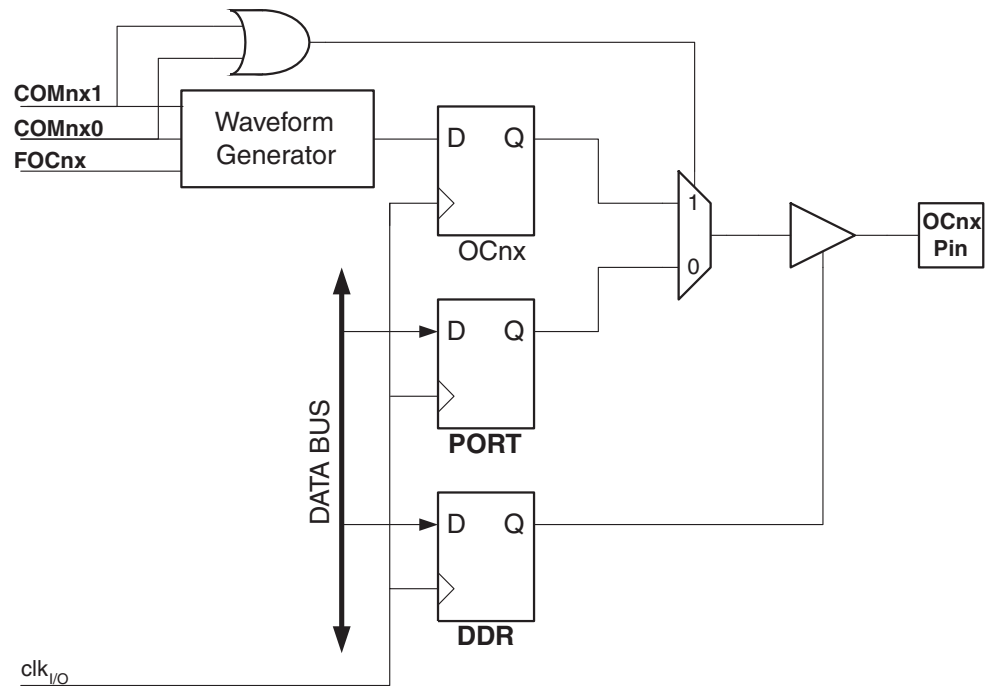 COMnx1
COMnx0
FOCnx
Waveform
Generator
D Q
OCnx
1
0
OCnx
Pin
D Q
PORT
DATA BUS
D Q
DDR
clkI/O